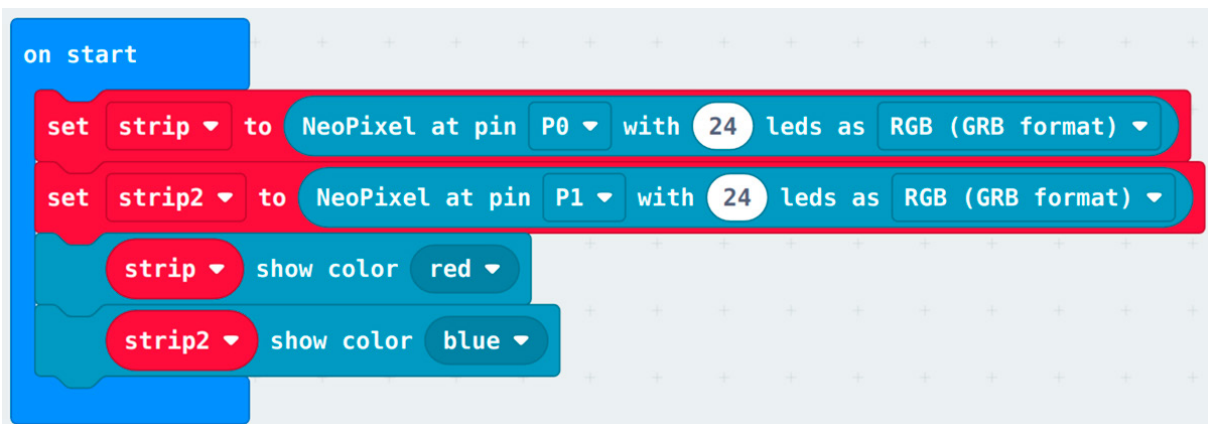 on start
set strip to NeoPixel at pin P0 with 24 leds as RGB (GRB format)
set strip2 to NeoPixel at pin P1 with 24 leds as RGB (GRB format)
strip show color red
strip2 show color blue